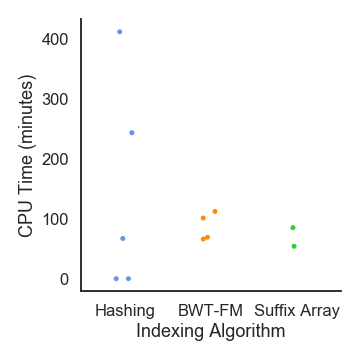 400
300
200
100
0
CPU Time (minutes)
Hashing BWT-FM Suffix Array
Indexing Algorithm